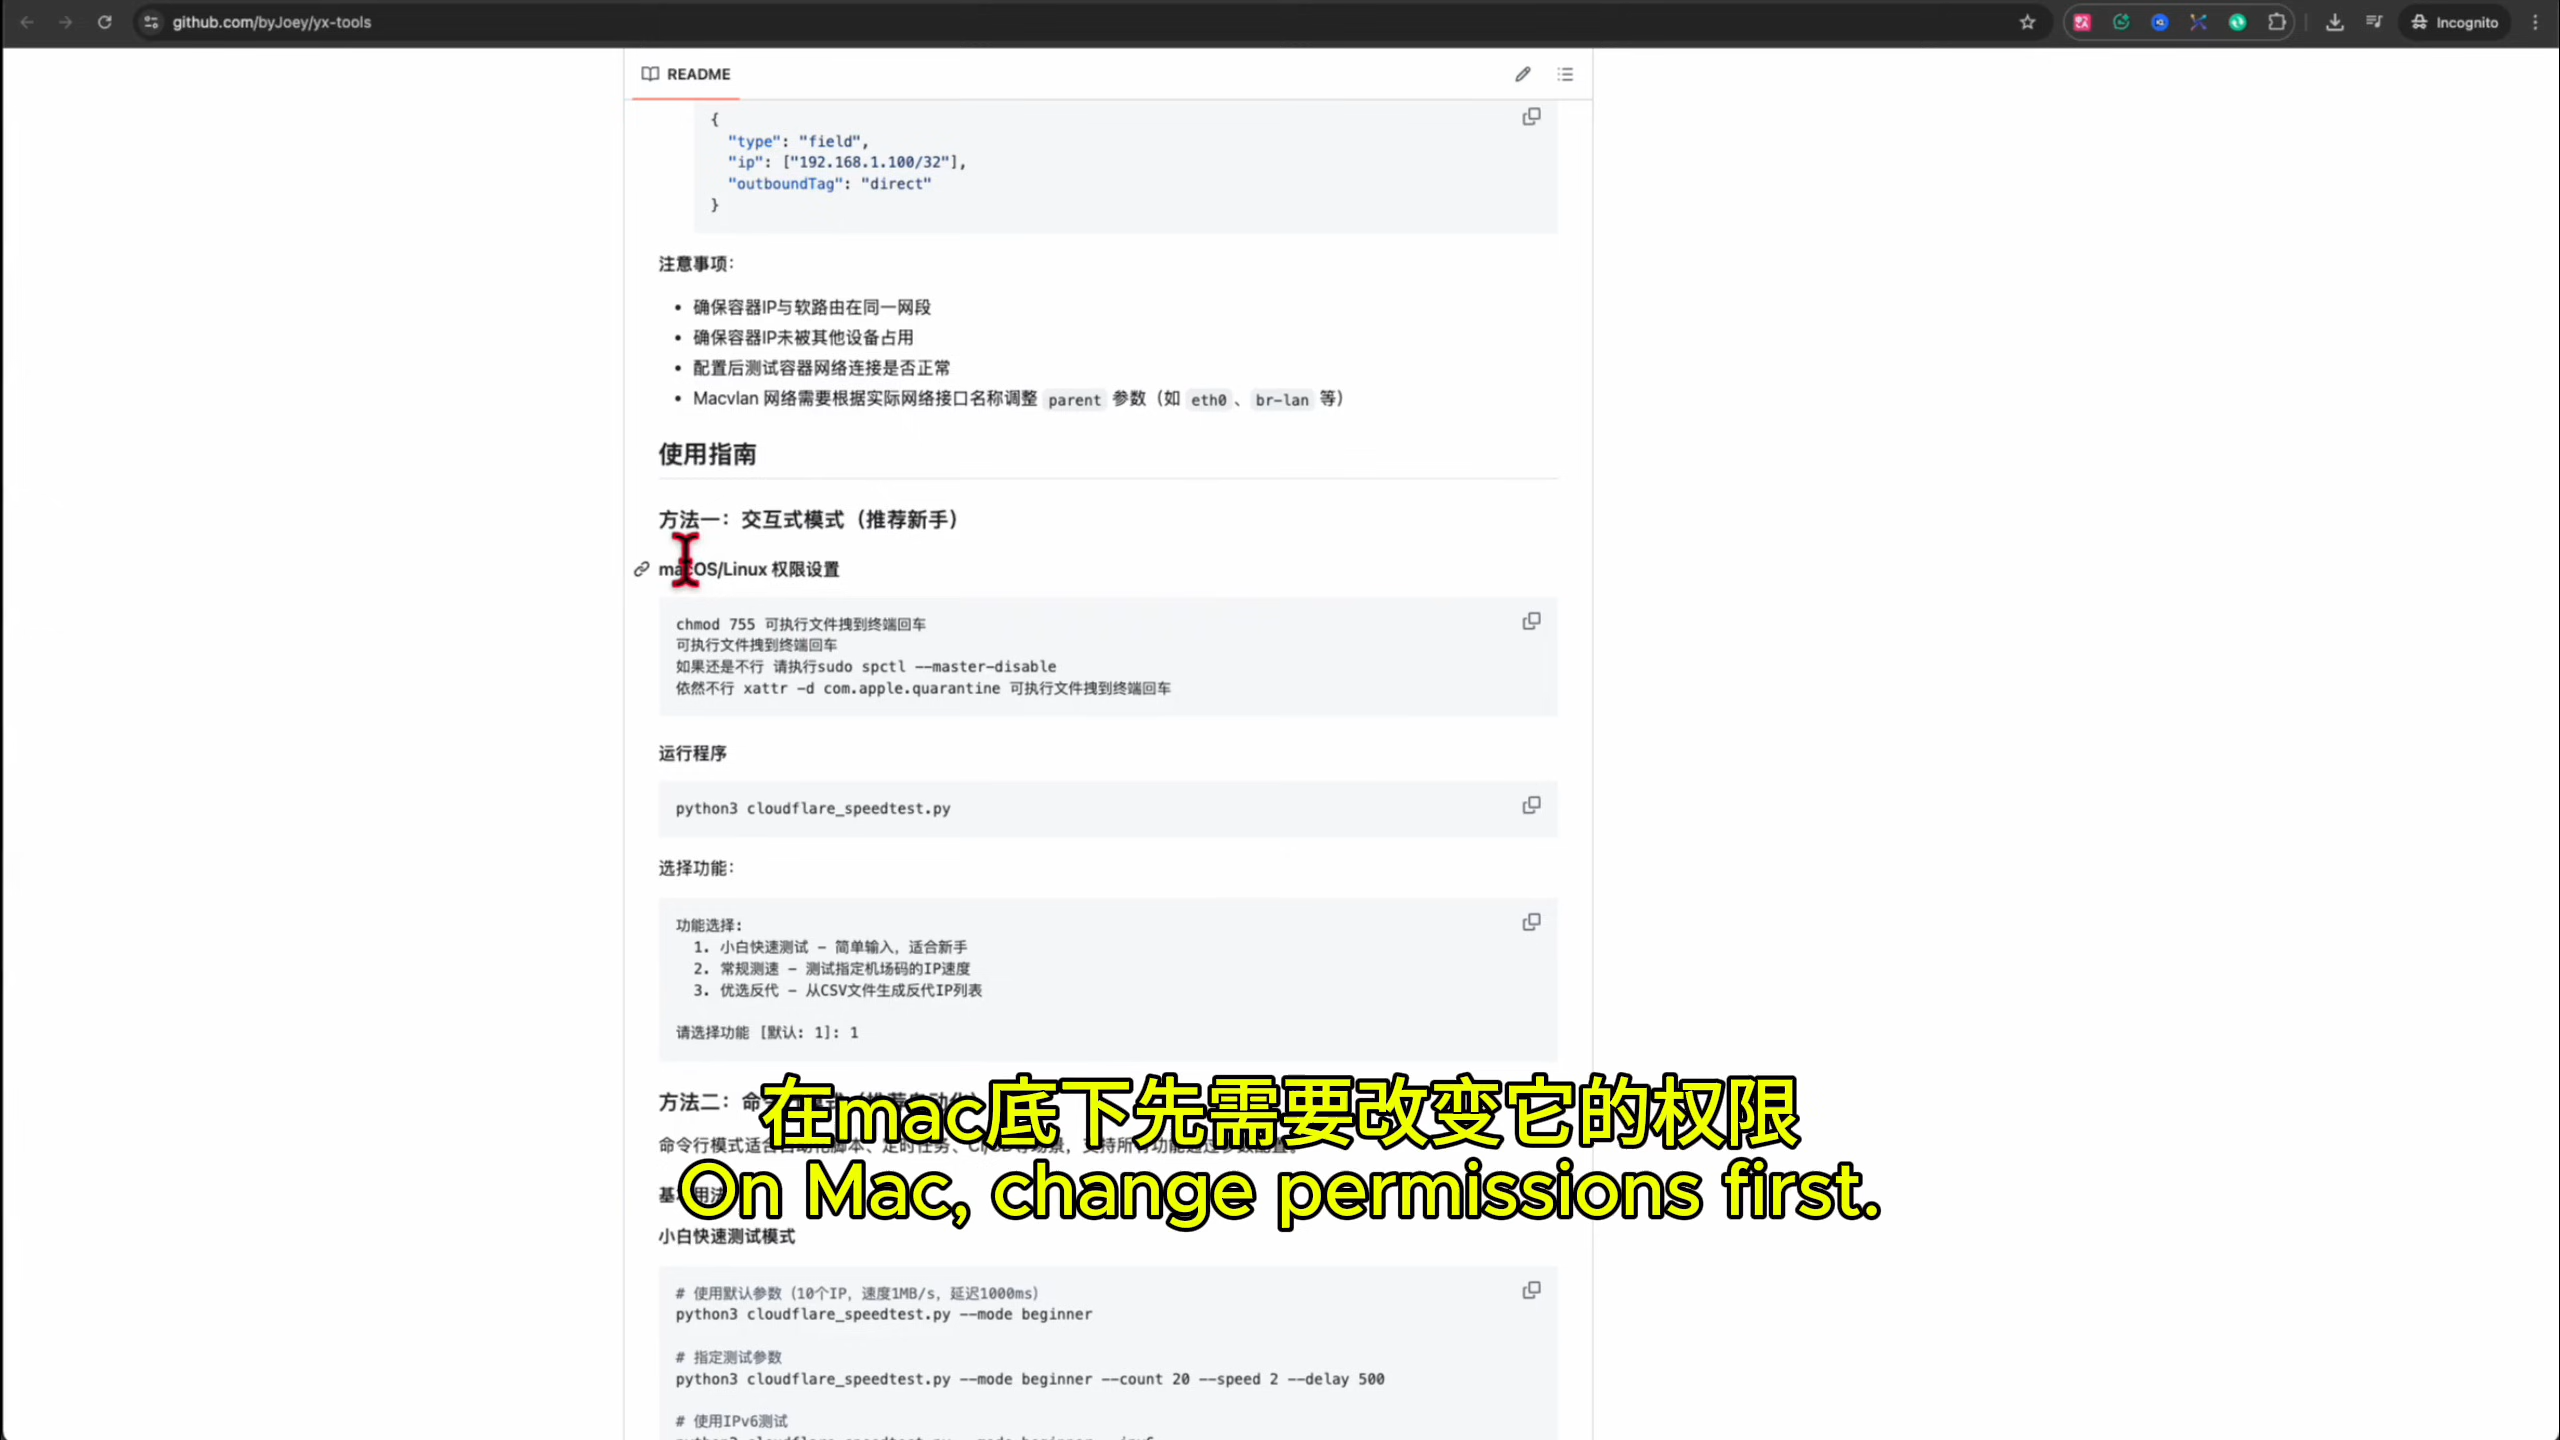 github.com/byJoey/yx-tools
Incognito
README
{
"type": "field",
"ip": ["192.168.1.100/32"],
"outboundTag": "direct"
}
注意事项：
确保容器IP与软路由在同一网段
确保容器IP未被其他设备占用
配置后测试容器网络连接是否正常
Macvlan 网络需要根据实际网络接口名称调整 parent 参数（如 eth0 、 br-lan 等）
使用指南
方法一：交互式模式（推荐新手）
macOS/Linux 权限设置
chmod 755 可执行文件拽到终端回车
可执行文件拽到终端回车
如果还是不行 请执行sudo spctl --master-disable
依然不行 xattr -d com.apple.quarantine 可执行文件拽到终端回车
运行程序
python3 cloudflare_speedtest.py
选择功能：
功能选择：
1. 小白快速测试 - 简单输入，适合新手
2. 常规测速 - 测试指定机场码的IP速度
3. 优选反代 - 从CSV文件生成反代IP列表
请选择功能 [默认: 1]: 1
方法二：命令
在mac底下先需要改变它的权限
命令行模式适合
On Mac, change permissions first.
小白快速测试模式
# 使用默认参数（10个IP，速度1MB/s，延迟1000ms）
python3 cloudflare_speedtest.py --mode beginner
# 指定测试参数
python3 cloudflare_speedtest.py --mode beginner --count 20 --speed 2 --delay 500
# 使用IPv6测试